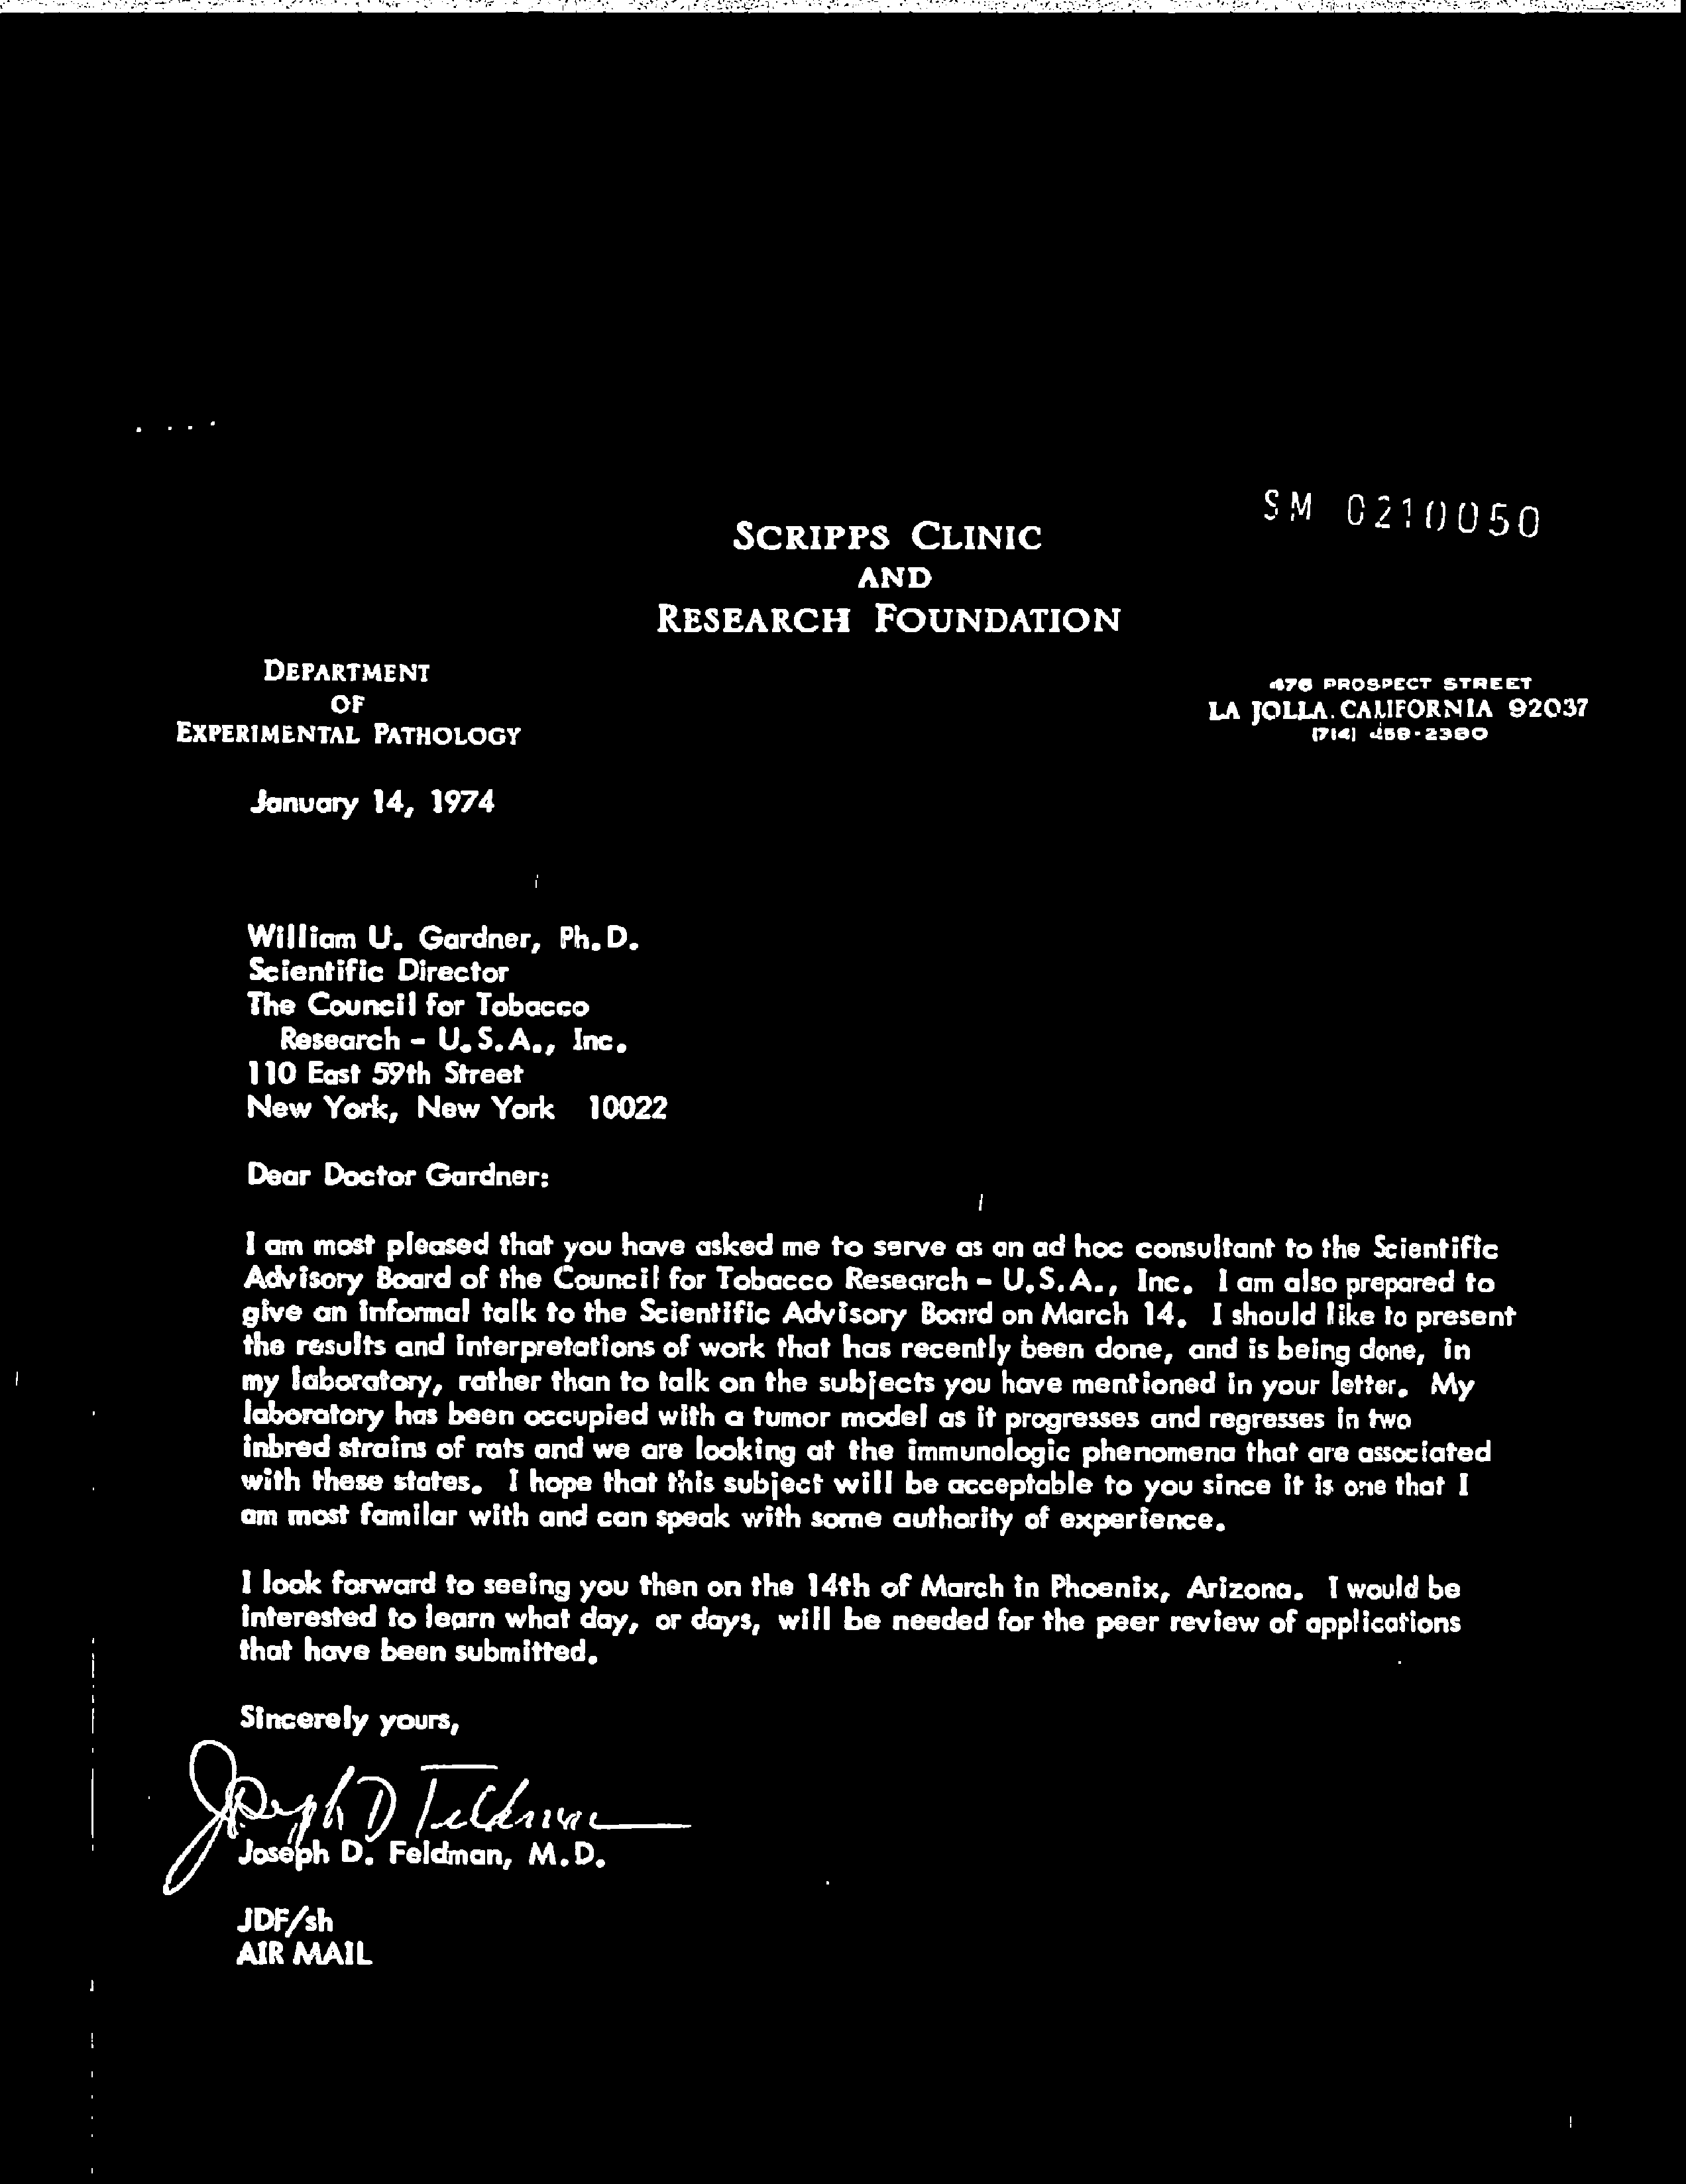 SM 0210050
SCRIPPS CLINIC
AND
RESEARCH FOUNDATION
DEPARTMENT
OF
EXPERIMENTAL PATHOLOGY
476 PROSPECT STREET
LA JOLLA, CALIFORNIA 92037
(714)
January 14, 1974
William U. Gardner, Ph.D.
Scientific Director
The Council for Tobacco
Research - U.S.A., Inc.
110 East 59th Street
New York, New York 10022
Dear Doctor Gardner:
I am most pleased that you have asked me to serve as an ad hoc consultant to the Scientific
Advisory Board of the Council for Tobacco Research - U.S.A., Inc. I am also prepared to
give an informal talk to the Scientific Advisory Board on March 14. I should like to present
the results and interpretations of work that has recently been done, and is being done, in
my laboratory, rather than to talk on the subjects you have mentioned in your letter. My
laboratory has been occupied with a tumor model as it progresses and regresses in two
inbred strains of rats and we are looking at the immunologic phenomena that are associated
with these states. I hope that this subject will be acceptable to you since it is one that I
am most familar with and can speak with some authority of experience.
I look forward to seeing you then on the 14th of March in Phoenix, Arizona. I would be
interested to learn what day, or days, will be needed for the peer review of applications
that have been submitted.
Sincerely yours,
Joseph D Feldman
Joseph D. Feldman, M.D.
JDF/sh
AIR MAIL